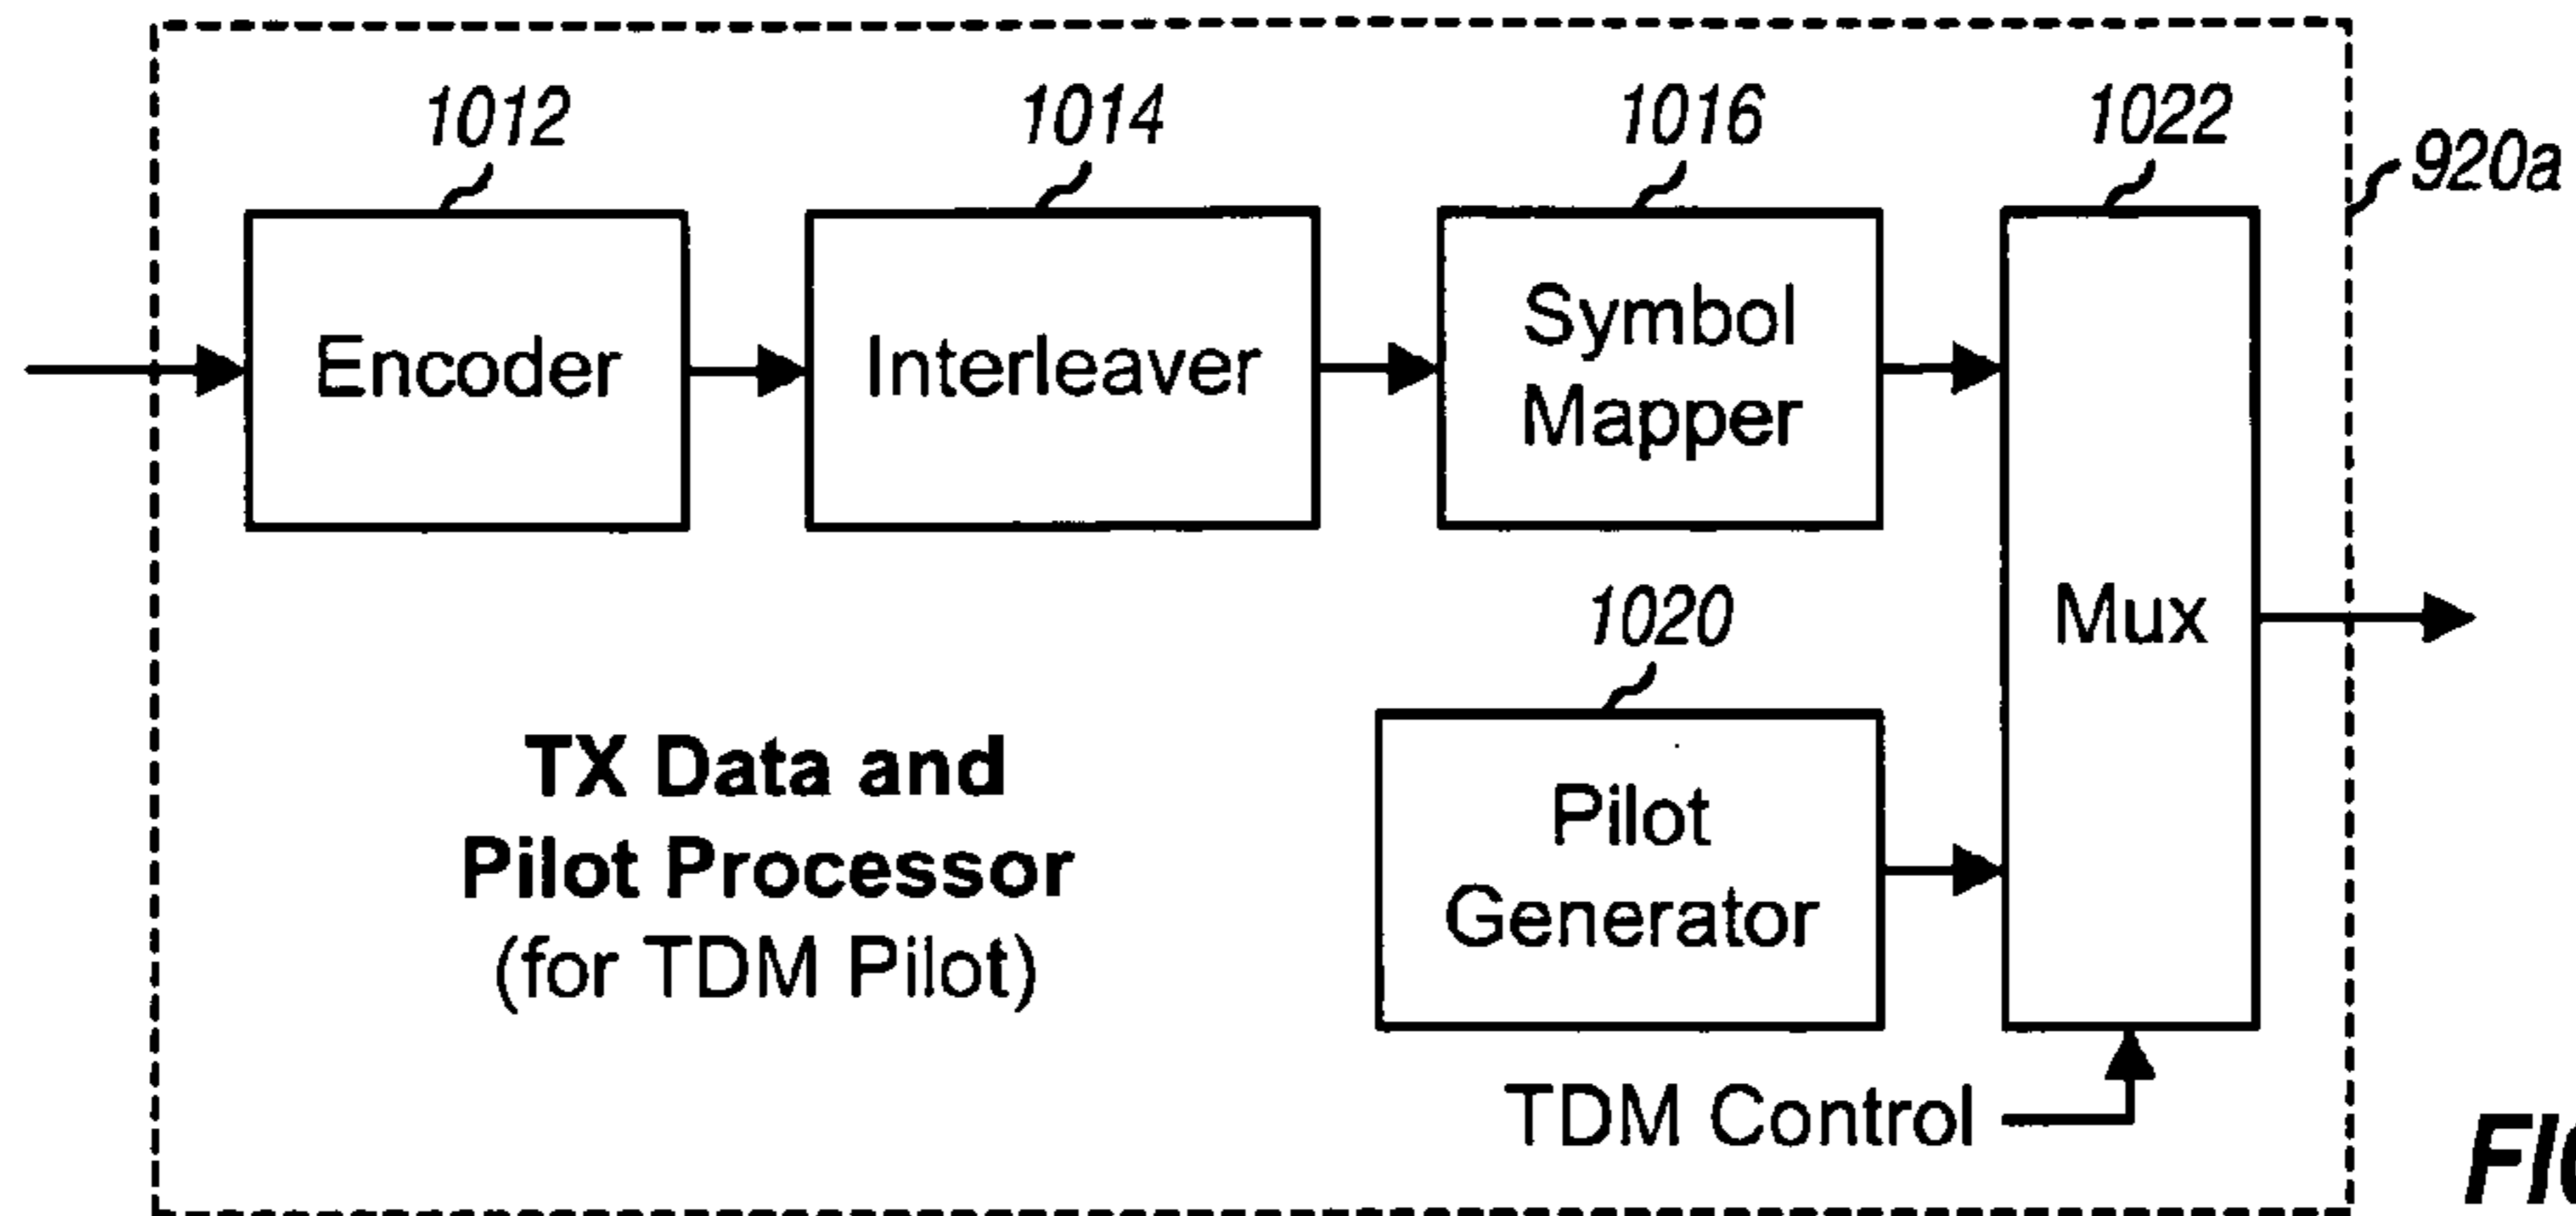 1012
1014
1016
1022
920a
Encoder
Interleaver
Symbol
Mapper
Mux
1020
Pilot
Generator
TX Data and
Pilot Processor
(for TDM Pilot)
TDM Control